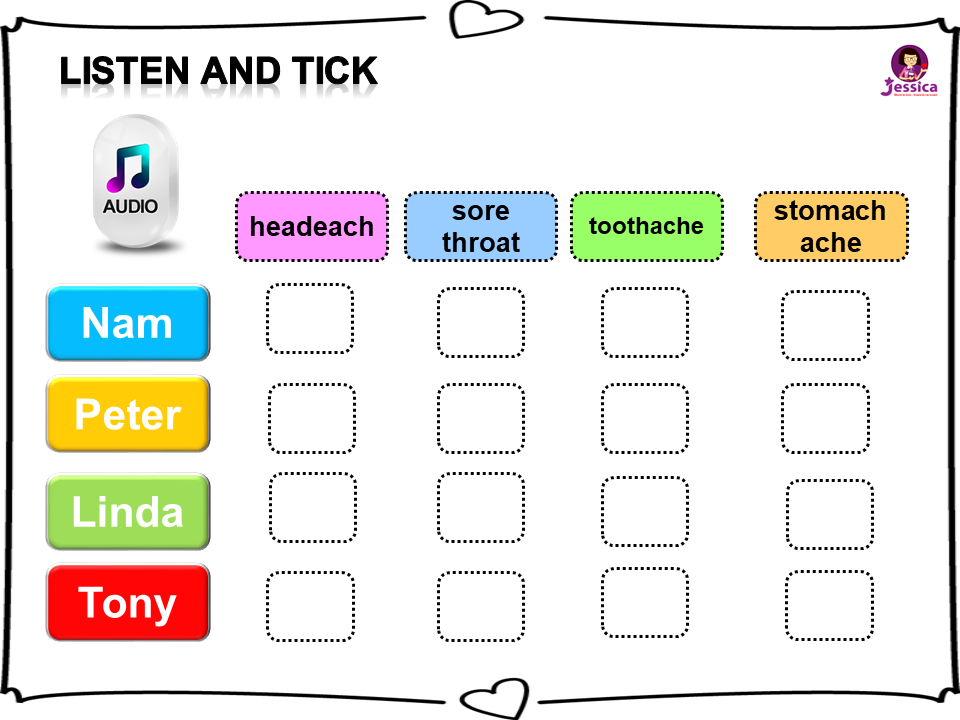 LISTEN AND TICK
Jessica
AUDIO
headeach
sore
throat
toothache
stomach
ache
Nam
Peter
Linda
Tony